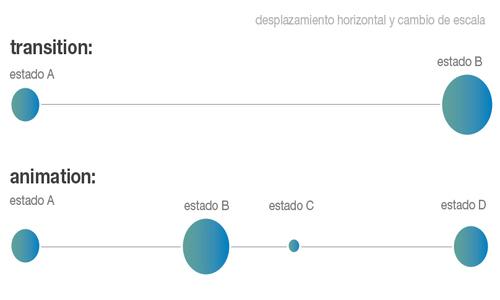 desplazamiento horizontal y cambio de escala
transition:
estado A
estado B
animation:
estado A
estado B
estado C
estado D